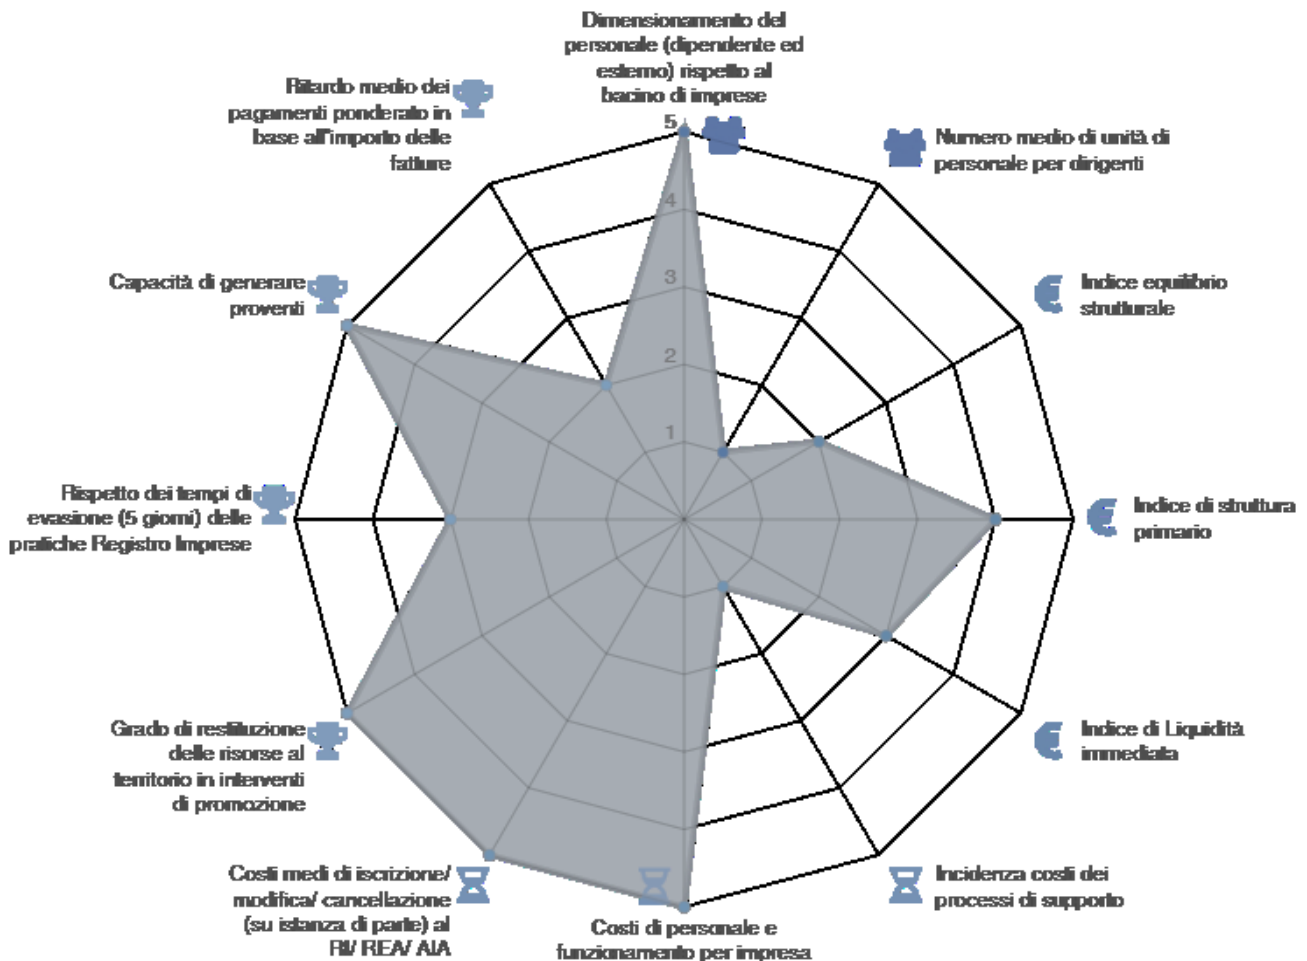 Dimensionamento del
personale (dipendente ed
esterno) rispetto al
bacino di imprese
Numero medio di unità di
personale per dirigenti
Indice equilibrio
strutturale
Indice di struttura
primario
Indice di Liquidità
immediata
Incidenza costi dei
processi di supporto
Costi di personale e
funzionamento per impresa
Costi medi di iscrizione/
modifica/ cancellazione
(su istanza di parte) al
RI/ REA/ AIA
Grado di restituzione
delle risorse al
territorio in interventi
di promozione
Rispetto dei tempi di
evasione (5 giorni) delle
pratiche Registro Imprese
Capacità di generare
proventi
Ritardo medio dei
pagamenti ponderato in
base all'importo delle
fatture
5
4
3
2
1